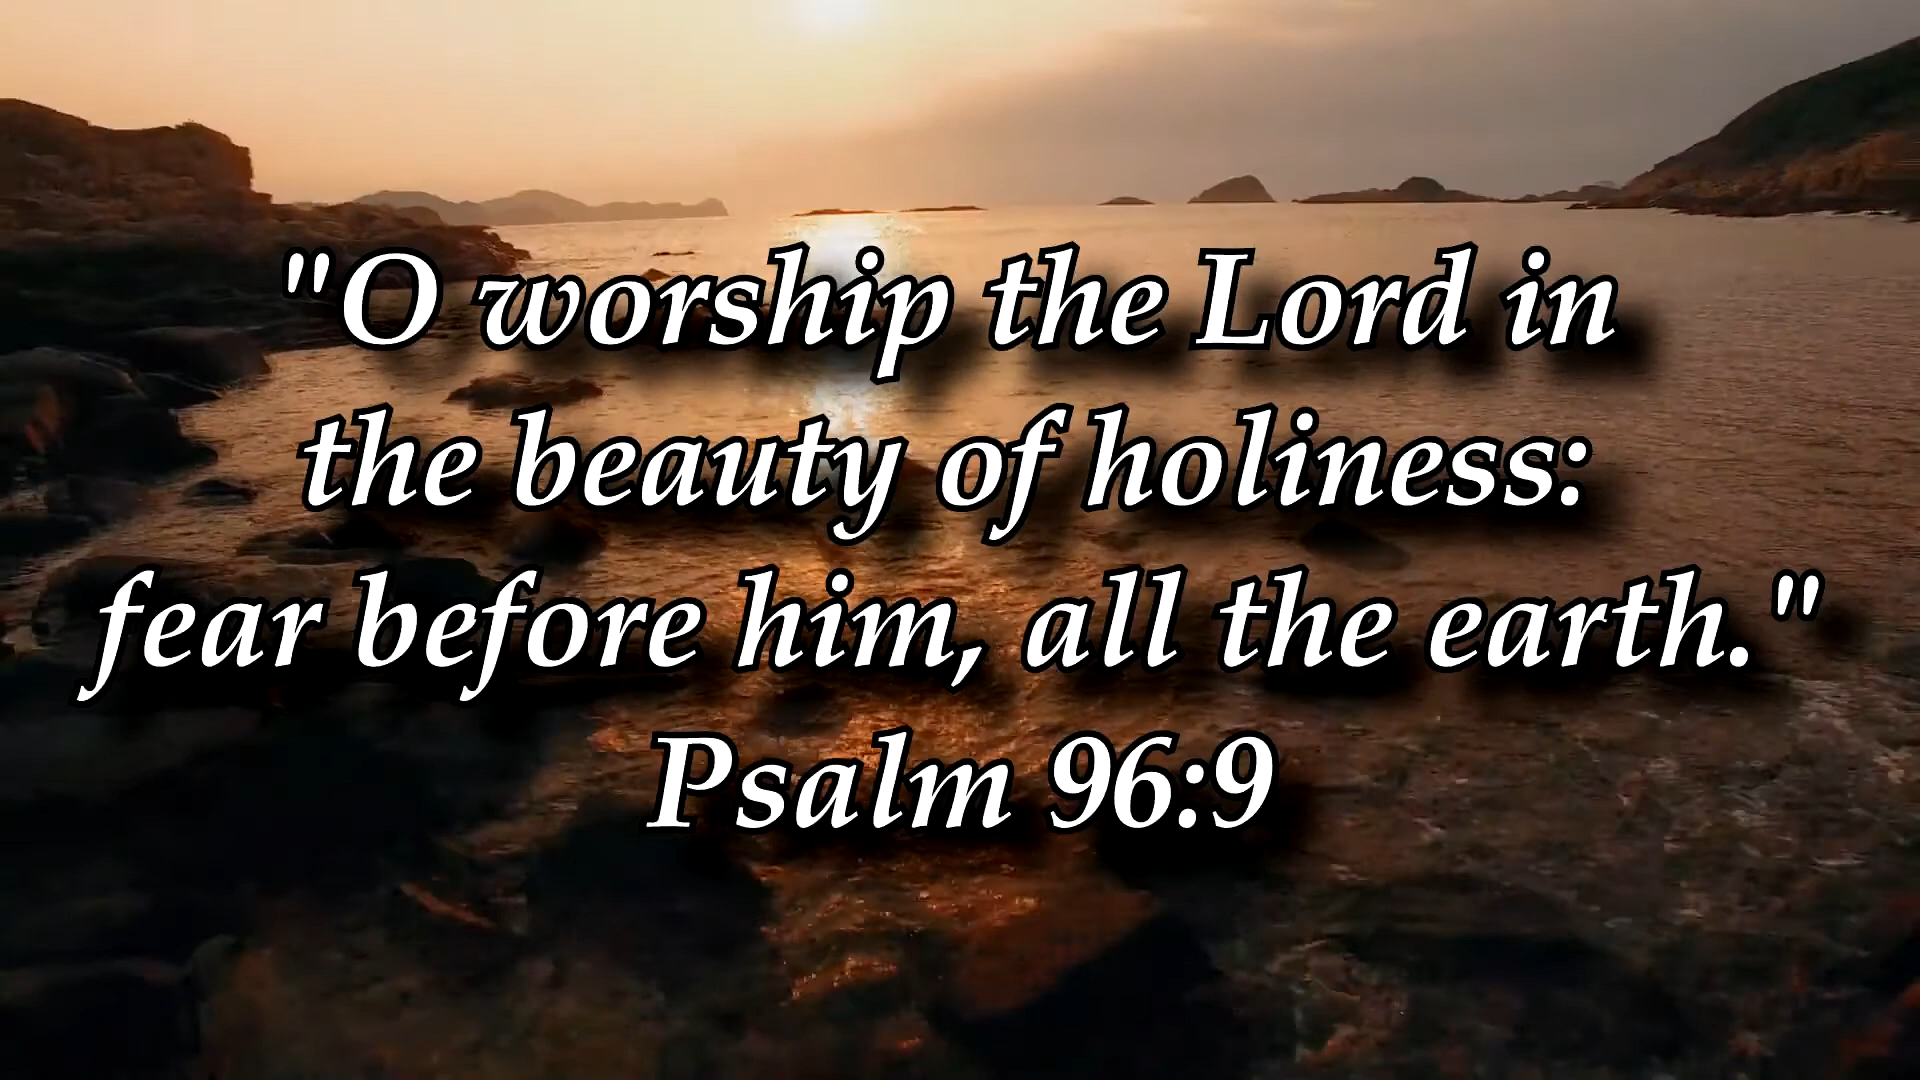 "O worship the Lord in
the beauty of holiness:
fear before him, all the earth."
Psalm 96:9